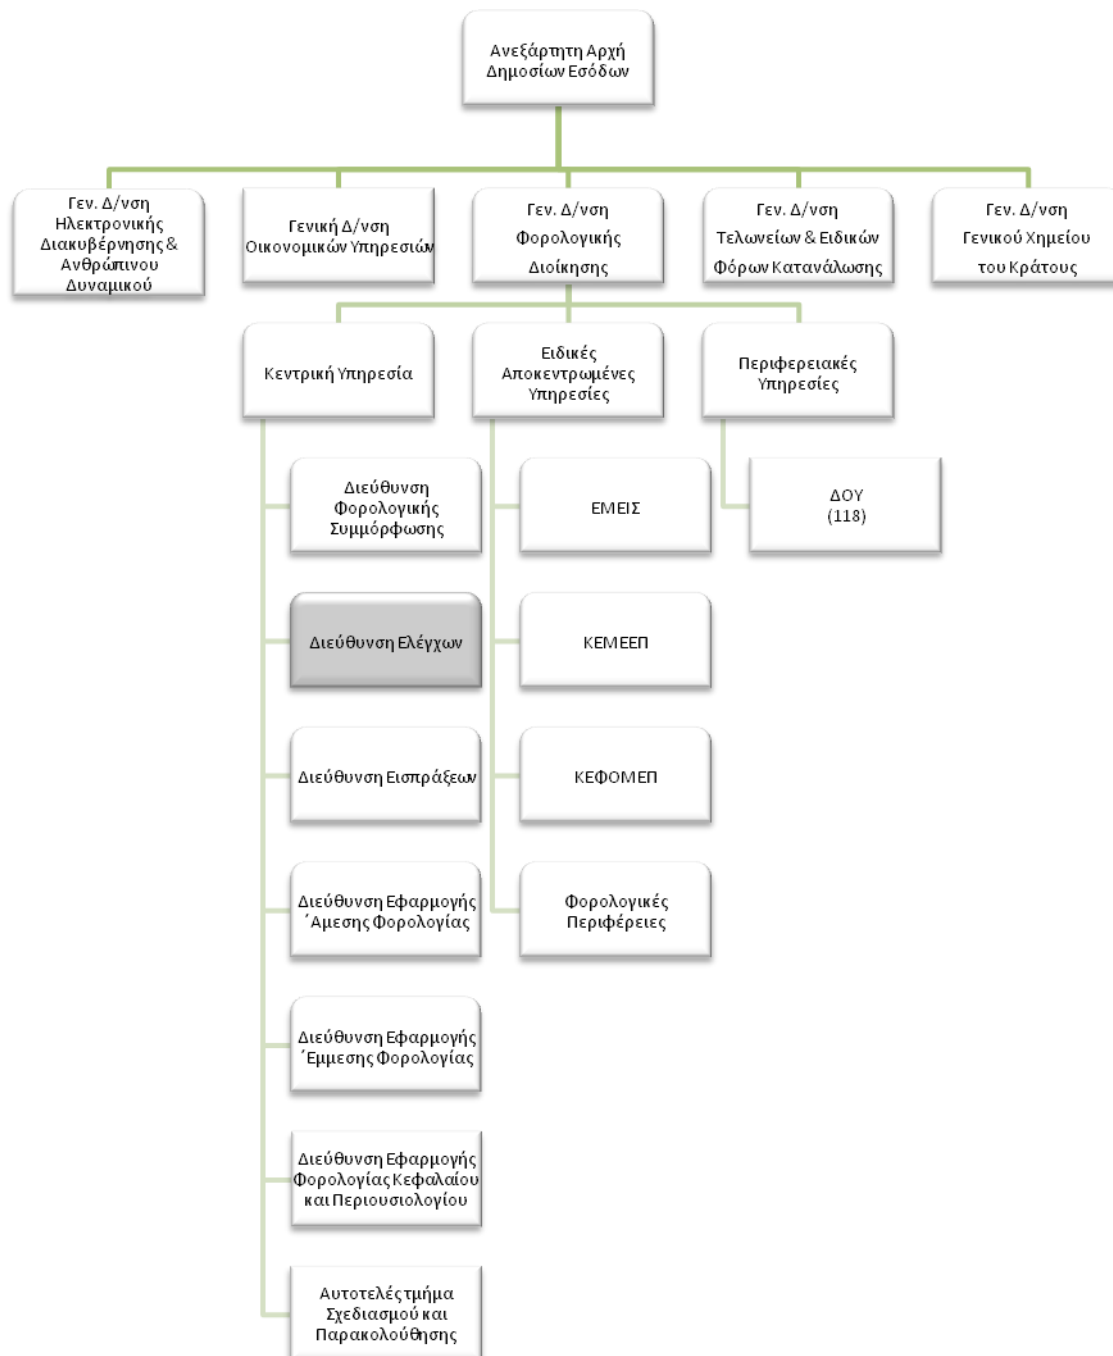 Ανεξάρτητη Αρχή
Δημοσίων Εσόδων
Γεν. Δ/νση
Ηλεκτρονικής
Διακυβέρνησης &
Ανθρώπινου
Δυναμικού
Γενική Δ/νση
Οικονομικών Υπηρεσιών
Γεν. Δ/νση
Φορολογικής
Διοίκησης
Γεν. Δ/νση
Τελωνείων & Ειδικών
Φόρων Κατανάλωσης
Γεν. Δ/νση
Γενικού Χημείου
του Κράτους
Κεντρική Υπηρεσία
Ειδικές
Αποκεντρωμένες
Υπηρεσίες
Περιφερειακές
Υπηρεσίες
Διεύθυνση
Φορολογικής
Συμμόρφωσης
ΕΜΕΙΣ
ΔΟΥ
(118)
Διεύθυνση Ελέγχων
ΚΕΜΕΕΠ
Διεύθυνση Εισπράξεων
ΚΕΦΟΜΕΠ
Διεύθυνση Εφαρμογής
΄Αμεσης Φορολογίας
Φορολογικές
Περιφέρειες
Διεύθυνση Εφαρμογής
΄Εμμεσης Φορολογίας
Διεύθυνση Εφαρμογής
Φορολογίας Κεφαλαίου
και Περιουσιολογίου
Αυτοτελές τμήμα
Σχεδιασμού και
Παρακολούθησης